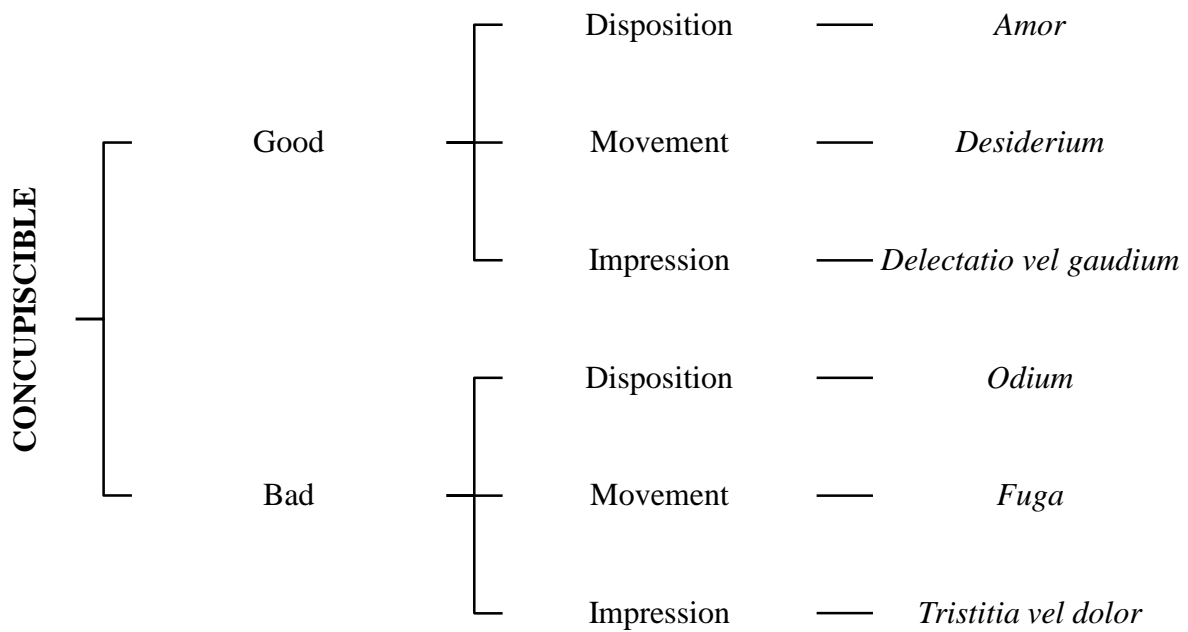 CONCUPISCIBLE
Good
Disposition Amor
Movement Desiderium
Impression Delectatio vel gaudium
Bad
Disposition Odium
Movement Fuga
Impression Tristitia vel dolor